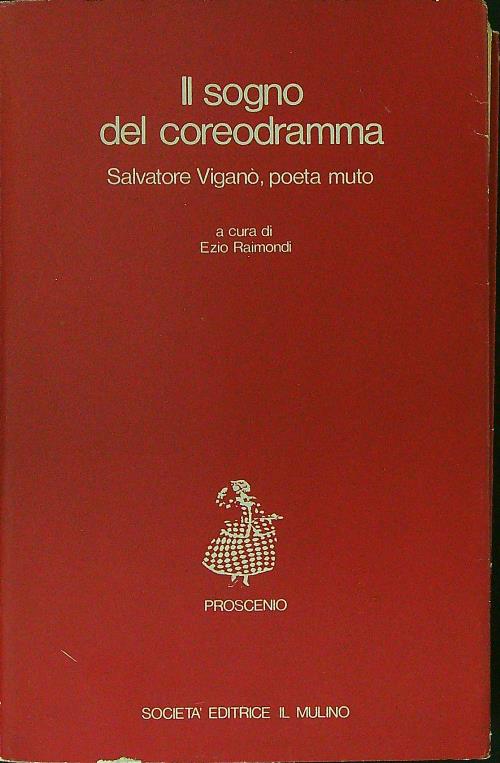 Il sogno
del coreodramma
Salvatore Viganò, poeta muto
a cura di
Ezio Raimondi
PROSCENIO
SOCIETA' EDITRICE IL MULINO